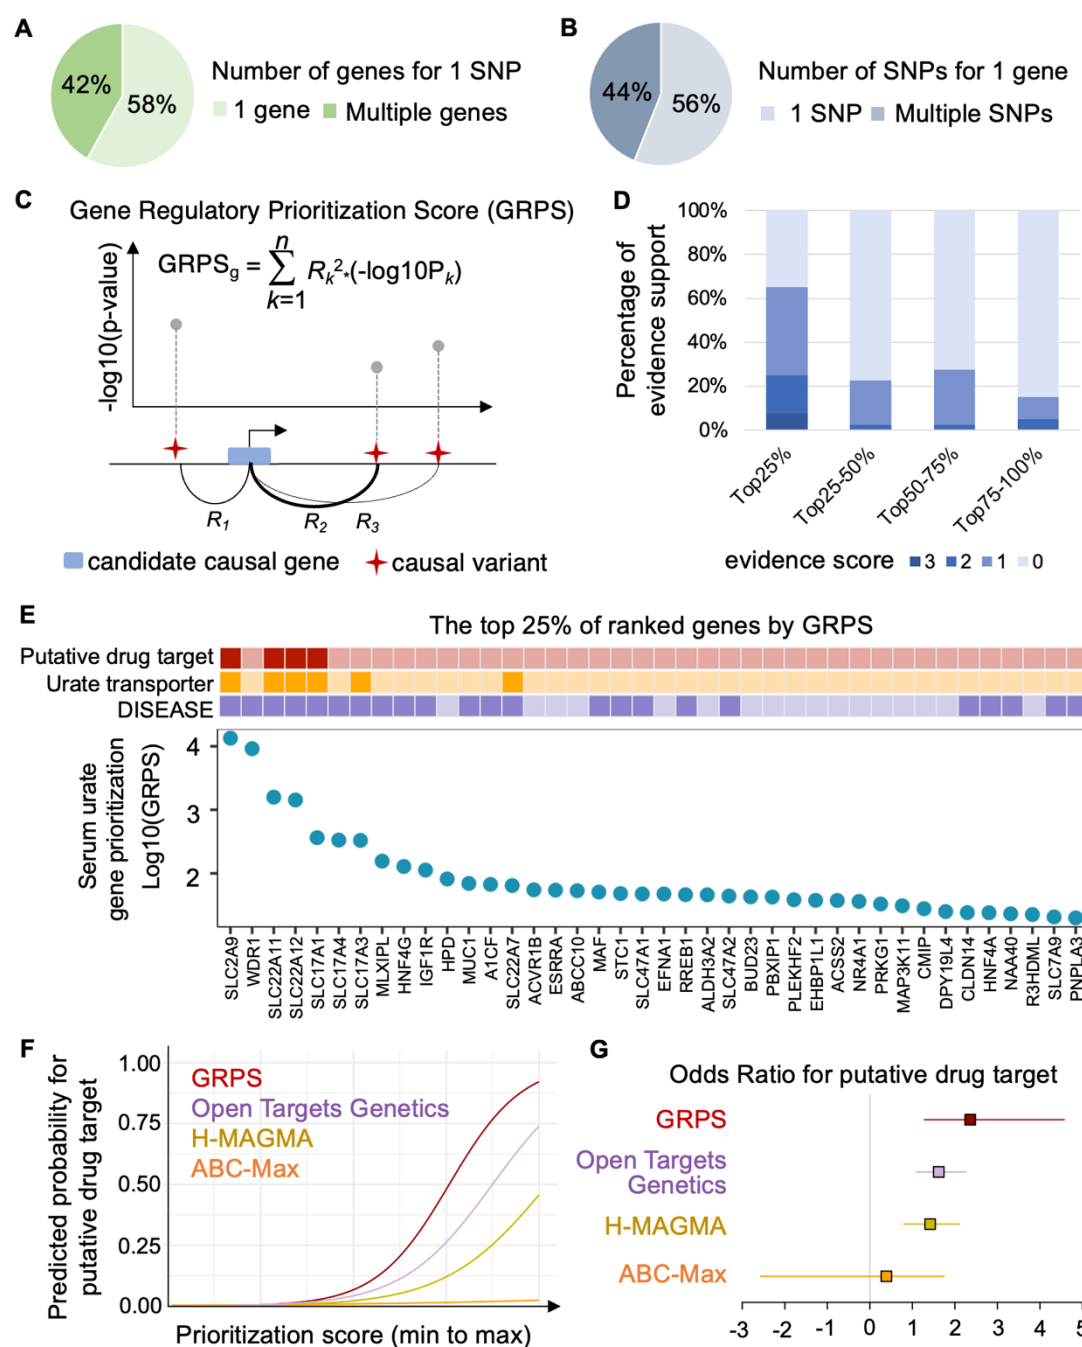 A
42%
58%
Number of genes for 1 SNP
1 gene Multiple genes
B
44%
56%
Number of SNPs for 1 gene
1 SNP Multiple SNPs
C
Gene Regulatory Prioritization Score (GRPS)
-log10(p-value)
GRPSg = n∑k=1 Rk²*(-log10Pk)
R1
R2
R3
candidate causal gene causal variant
D
Percentage of
evidence support
100%
80%
60%
40%
20%
0%
Top25%
Top25-50%
Top50-75%
Top75-100%
evidence score 3 2 1 0
E
The top 25% of ranked genes by GRPS
Putative drug target
Urate transporter
DISEASE
Serum urate
gene prioritization
Log10(GRPS)
4
3
2
SLC2A9
WDR1
SLC22A11
SLC22A12
SLC17A1
SLC17A4
SLC17A3
MLXIPL
HNF4G
IGF1R
HPD
MUC1
A1CF
SLC22A7
ACVR1B
ESRRA
ABCC10
MAF
STC1
SLC47A1
EFNA1
RREB1
ALDH3A2
SLC47A2
BUD23
PBXIP1
PLEKHF2
EHBP1L1
ACSS2
NR4A1
PRKG1
MAP3K11
CMIP
DPY19L4
CLDN14
HNF4A
NAA40
R3HDML
SLC7A9
PNPLA3
F
Predicted probability for
putative drug target
1.00
0.75
0.50
0.25
0.00
GRPS
Open Targets Genetics
H-MAGMA
ABC-Max
Prioritization score (min to max)
G
Odds Ratio for putative drug target
GRPS
Open Targets
Genetics
H-MAGMA
ABC-Max
-3 -2 -1 0 1 2 3 4 5